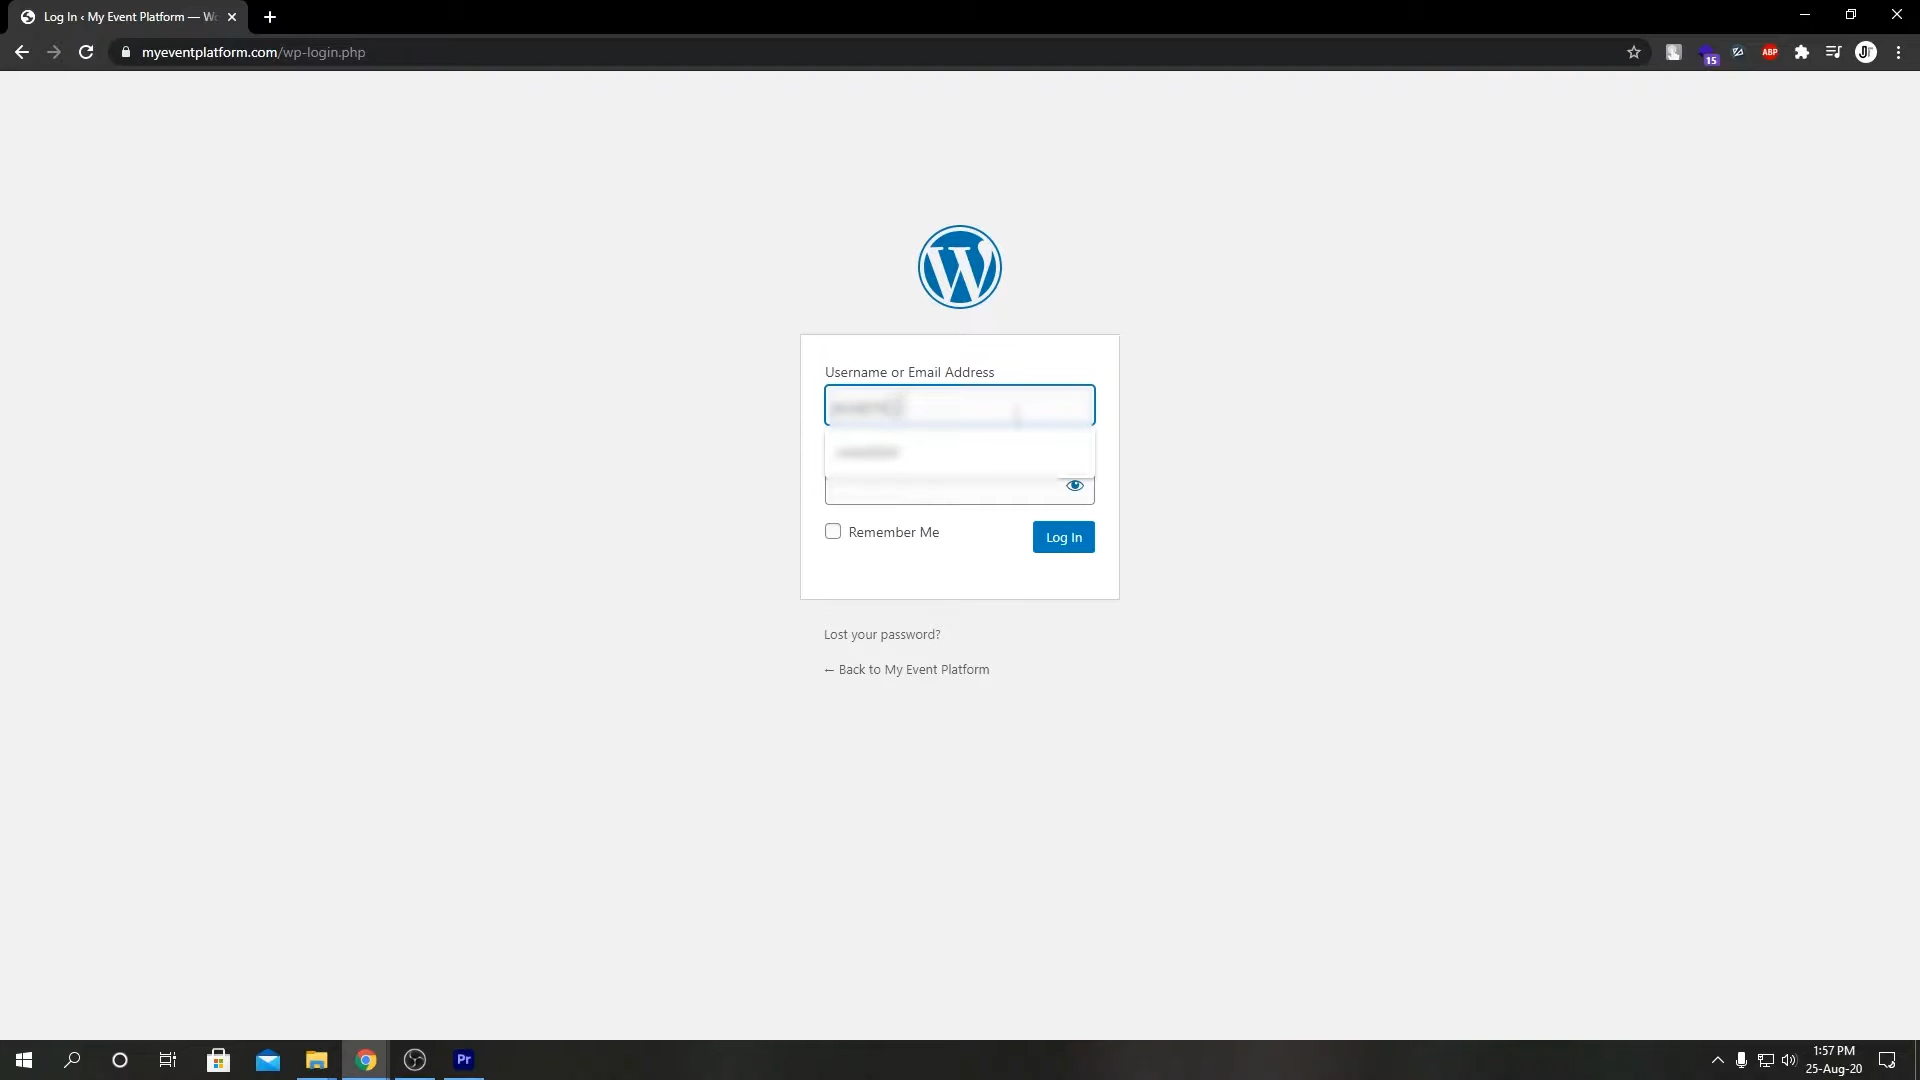 Log In ‹ My Event Platform — Wo
myeventplatform.com/wp-login.php
15
ABP
Username or Email Address
Remember Me
Log In
Lost your password?
← Back to My Event Platform
Pr
1:57 PM
25-Aug-20